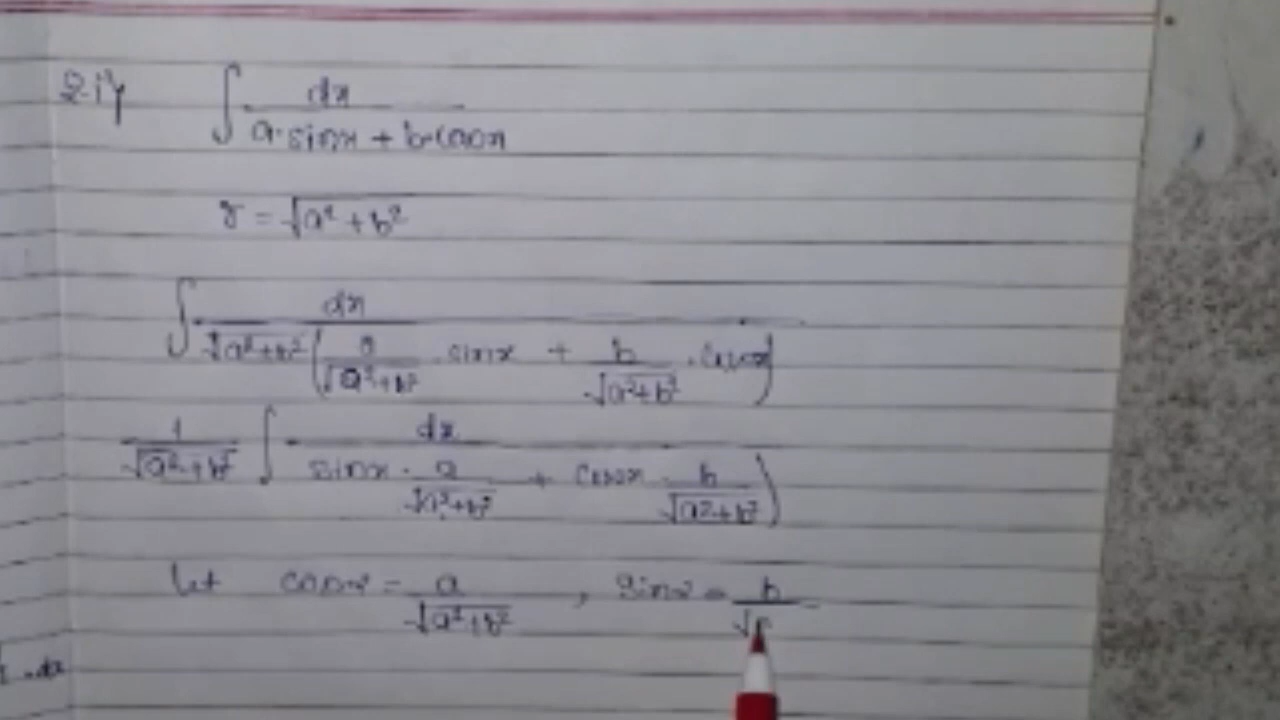 2.iy ∫ dx / (a·sinx + b·cosx)
r = √(a² + b²)
∫ dx / (√(a²+b²) (a/√(a²+b²) ·sinx + b/√(a²+b²) ·cosx))
1/√(a²+b²) ∫ dx / (sinx · a/√(a²+b²) + cosx · b/√(a²+b²))
let cosα = a/√(a²+b²) , sinα = b/√